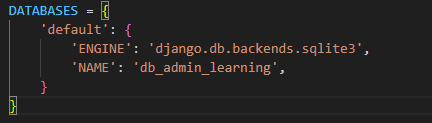 DATABASES = {
    'default': {
        'ENGINE': 'django.db.backends.sqlite3',
        'NAME': 'db_admin_learning',
    }
}